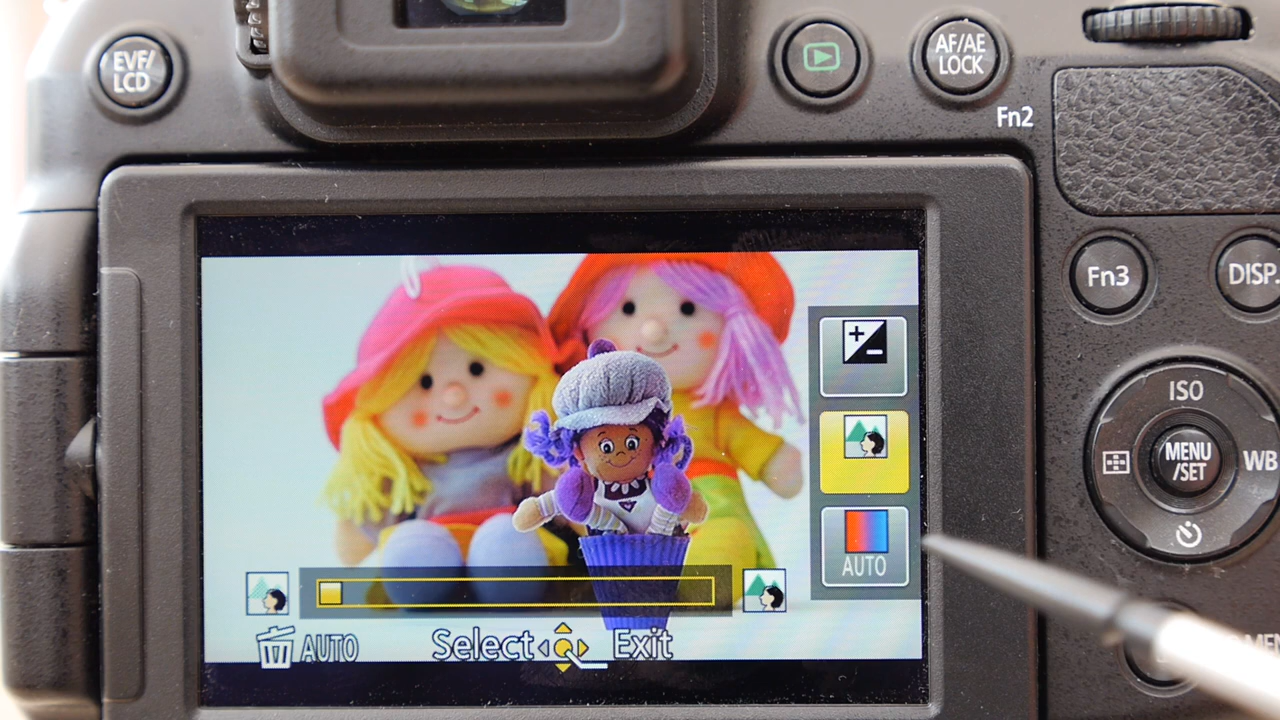 EVF/
LCD
AF/AE
LOCK
Fn2
Fn3
DISP.
ISO
MENU
/SET
WB
AUTO
AUTO
Select
Exit